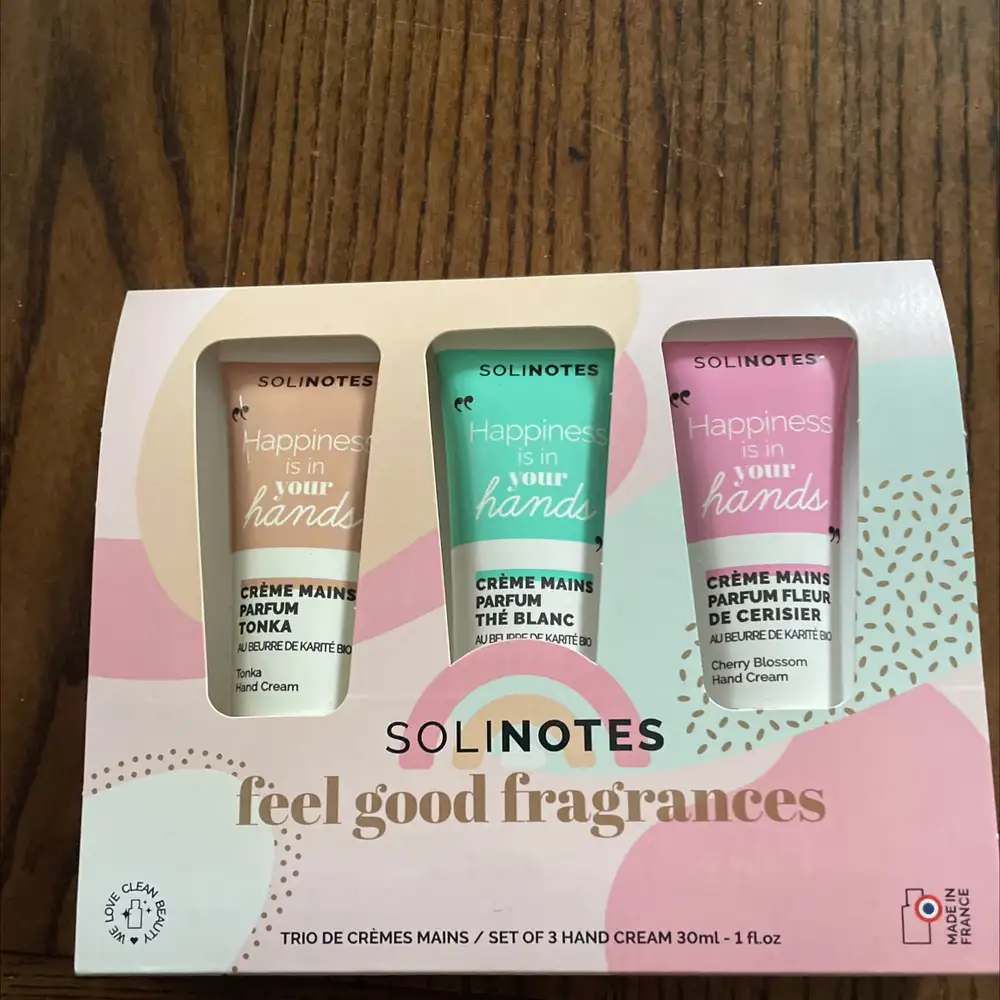 SOLINOTES
“
Happiness
is in
your
hands
CRÈME MAINS
PARFUM
TONKA
AU BEURRE DE KARITÉ BIO
Tonka
Hand Cream
SOLINOTES
“
Happiness
is in
your
hands
”
CRÈME MAINS
PARFUM
THÉ BLANC
AU BEURRE DE KARITÉ BIO
SOLINOTES
“
Happiness
is in
your
hands
”
CRÈME MAINS
PARFUM FLEUR
DE CERISIER
AU BEURRE DE KARITÉ BIO
Cherry Blossom
Hand Cream
SOLINOTES
feel good fragrances
WE LOVE CLEAN BEAUTY
TRIO DE CRÈMES MAINS / SET OF 3 HAND CREAM 30ml - 1 fl.oz
MADE IN
FRANCE